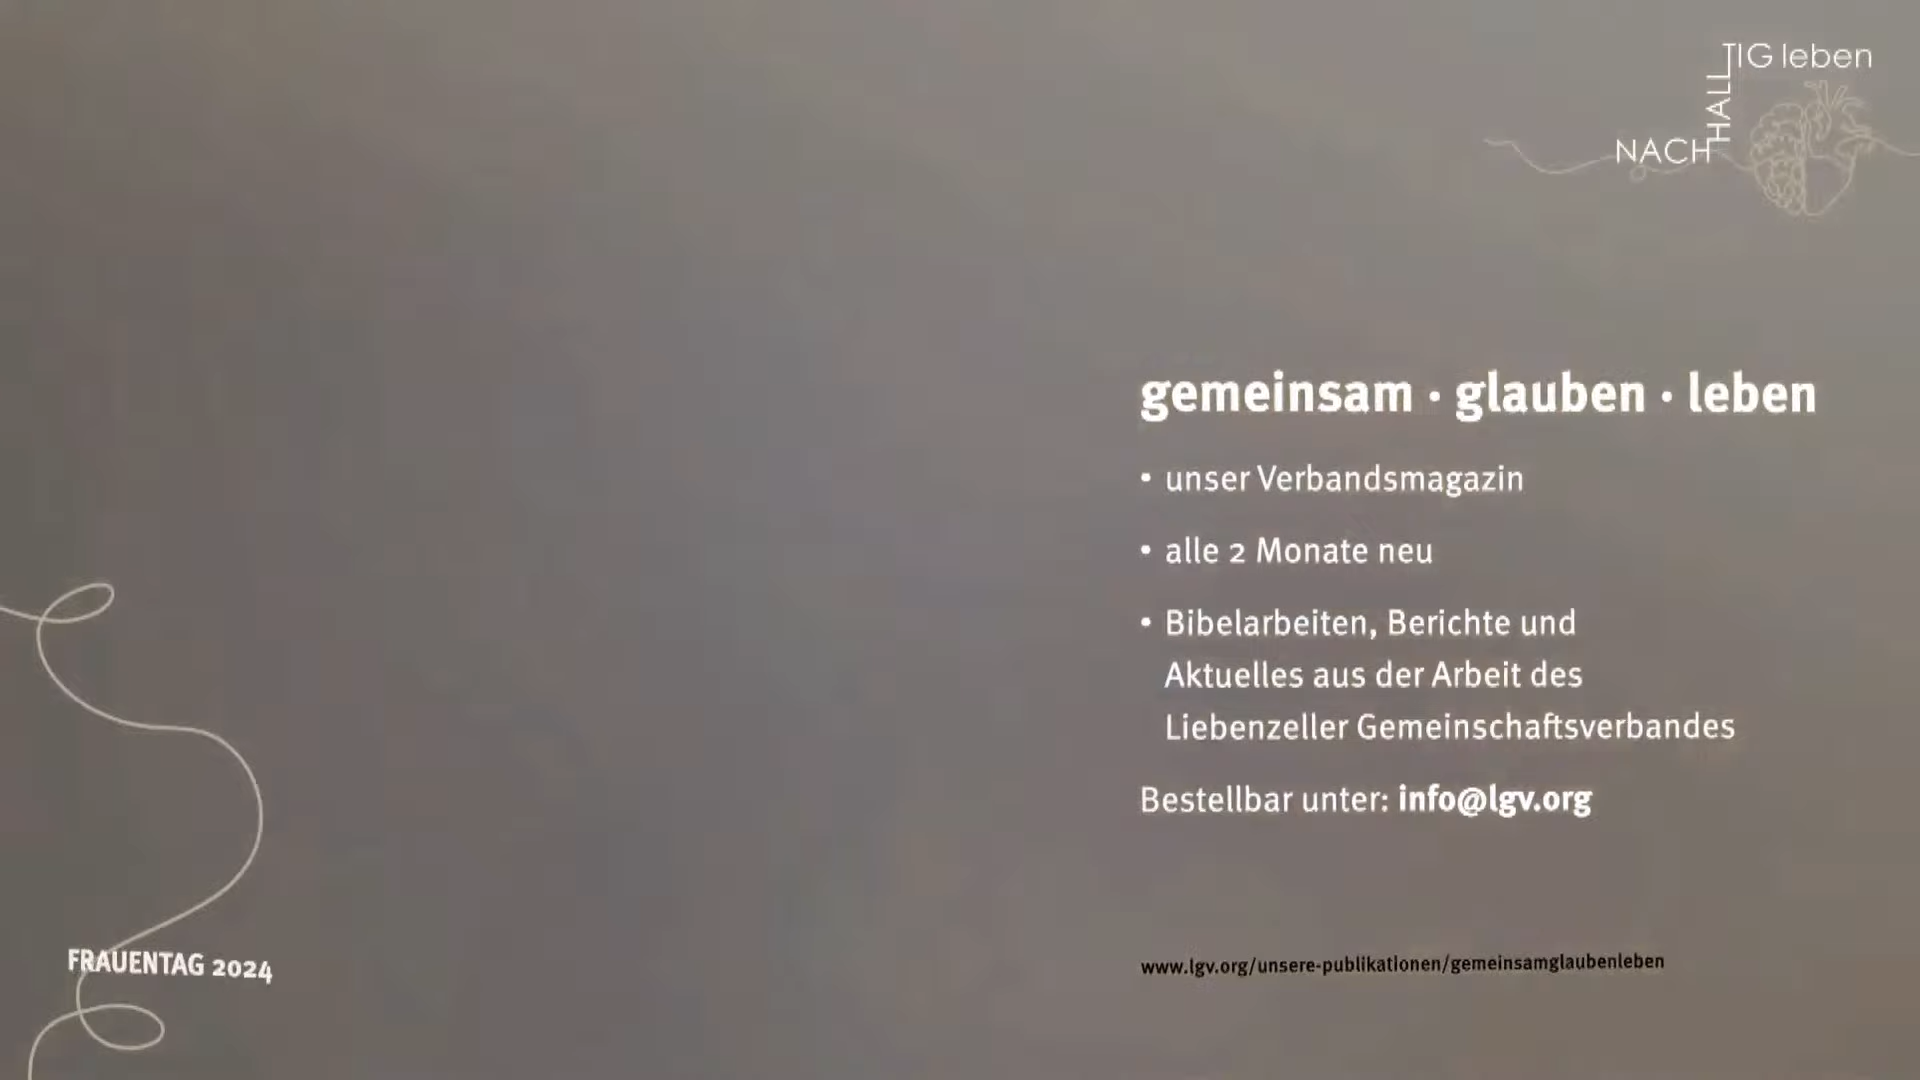 NACHHALLTIG leben
gemeinsam · glauben · leben
• unser Verbandsmagazin
• alle 2 Monate neu
• Bibelarbeiten, Berichte und
Aktuelles aus der Arbeit des
Liebenzeller Gemeinschaftsverbandes
Bestellbar unter: info@lgv.org
FRAUENTAG 2024
www.lgv.org/unsere-publikationen/gemeinsamglaubenleben